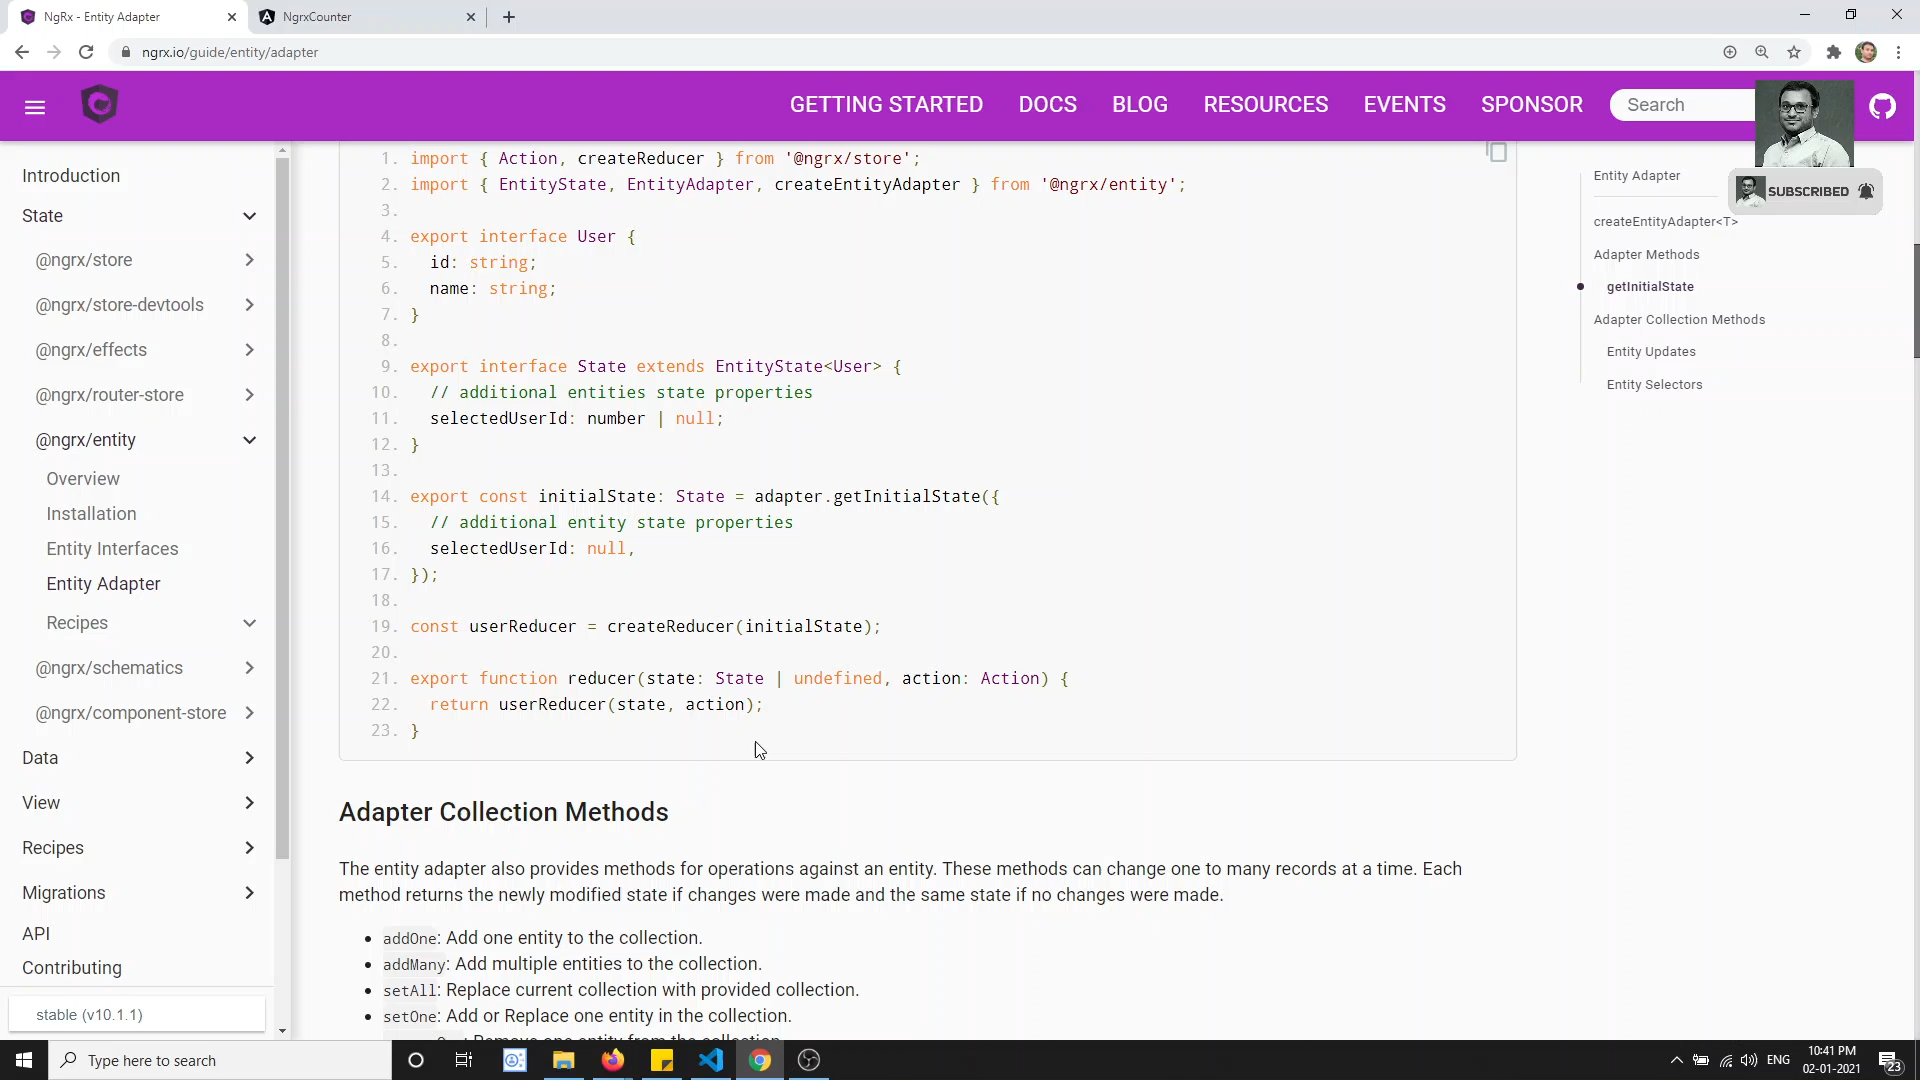 NgRx - Entity Adapter
NgrxCounter
ngrx.io/guide/entity/adapter
GETTING STARTED
DOCS
BLOG
RESOURCES
EVENTS
SPONSOR
Search
SUBSCRIBED
Introduction
State
@ngrx/store
@ngrx/store-devtools
@ngrx/effects
@ngrx/router-store
@ngrx/entity
Overview
Installation
Entity Interfaces
Entity Adapter
Recipes
@ngrx/schematics
@ngrx/component-store
Data
View
Recipes
Migrations
API
Contributing
stable (v10.1.1)
1. import { Action, createReducer } from '@ngrx/store';
2. import { EntityState, EntityAdapter, createEntityAdapter } from '@ngrx/entity';
3.
4. export interface User {
5. id: string;
6. name: string;
7. }
8.
9. export interface State extends EntityState<User> {
10. // additional entities state properties
11. selectedUserId: number | null;
12. }
13.
14. export const initialState: State = adapter.getInitialState({
15. // additional entity state properties
16. selectedUserId: null,
17. });
18.
19. const userReducer = createReducer(initialState);
20.
21. export function reducer(state: State | undefined, action: Action) {
22. return userReducer(state, action);
23. }
Adapter Collection Methods
The entity adapter also provides methods for operations against an entity. These methods can change one to many records at a time. Each
method returns the newly modified state if changes were made and the same state if no changes were made.
addOne: Add one entity to the collection.
addMany: Add multiple entities to the collection.
setAll: Replace current collection with provided collection.
setOne: Add or Replace one entity in the collection.
Entity Adapter
createEntityAdapter<T>
Adapter Methods
getInitialState
Adapter Collection Methods
Entity Updates
Entity Selectors
Type here to search
ENG
10:41 PM
02-01-2021
23